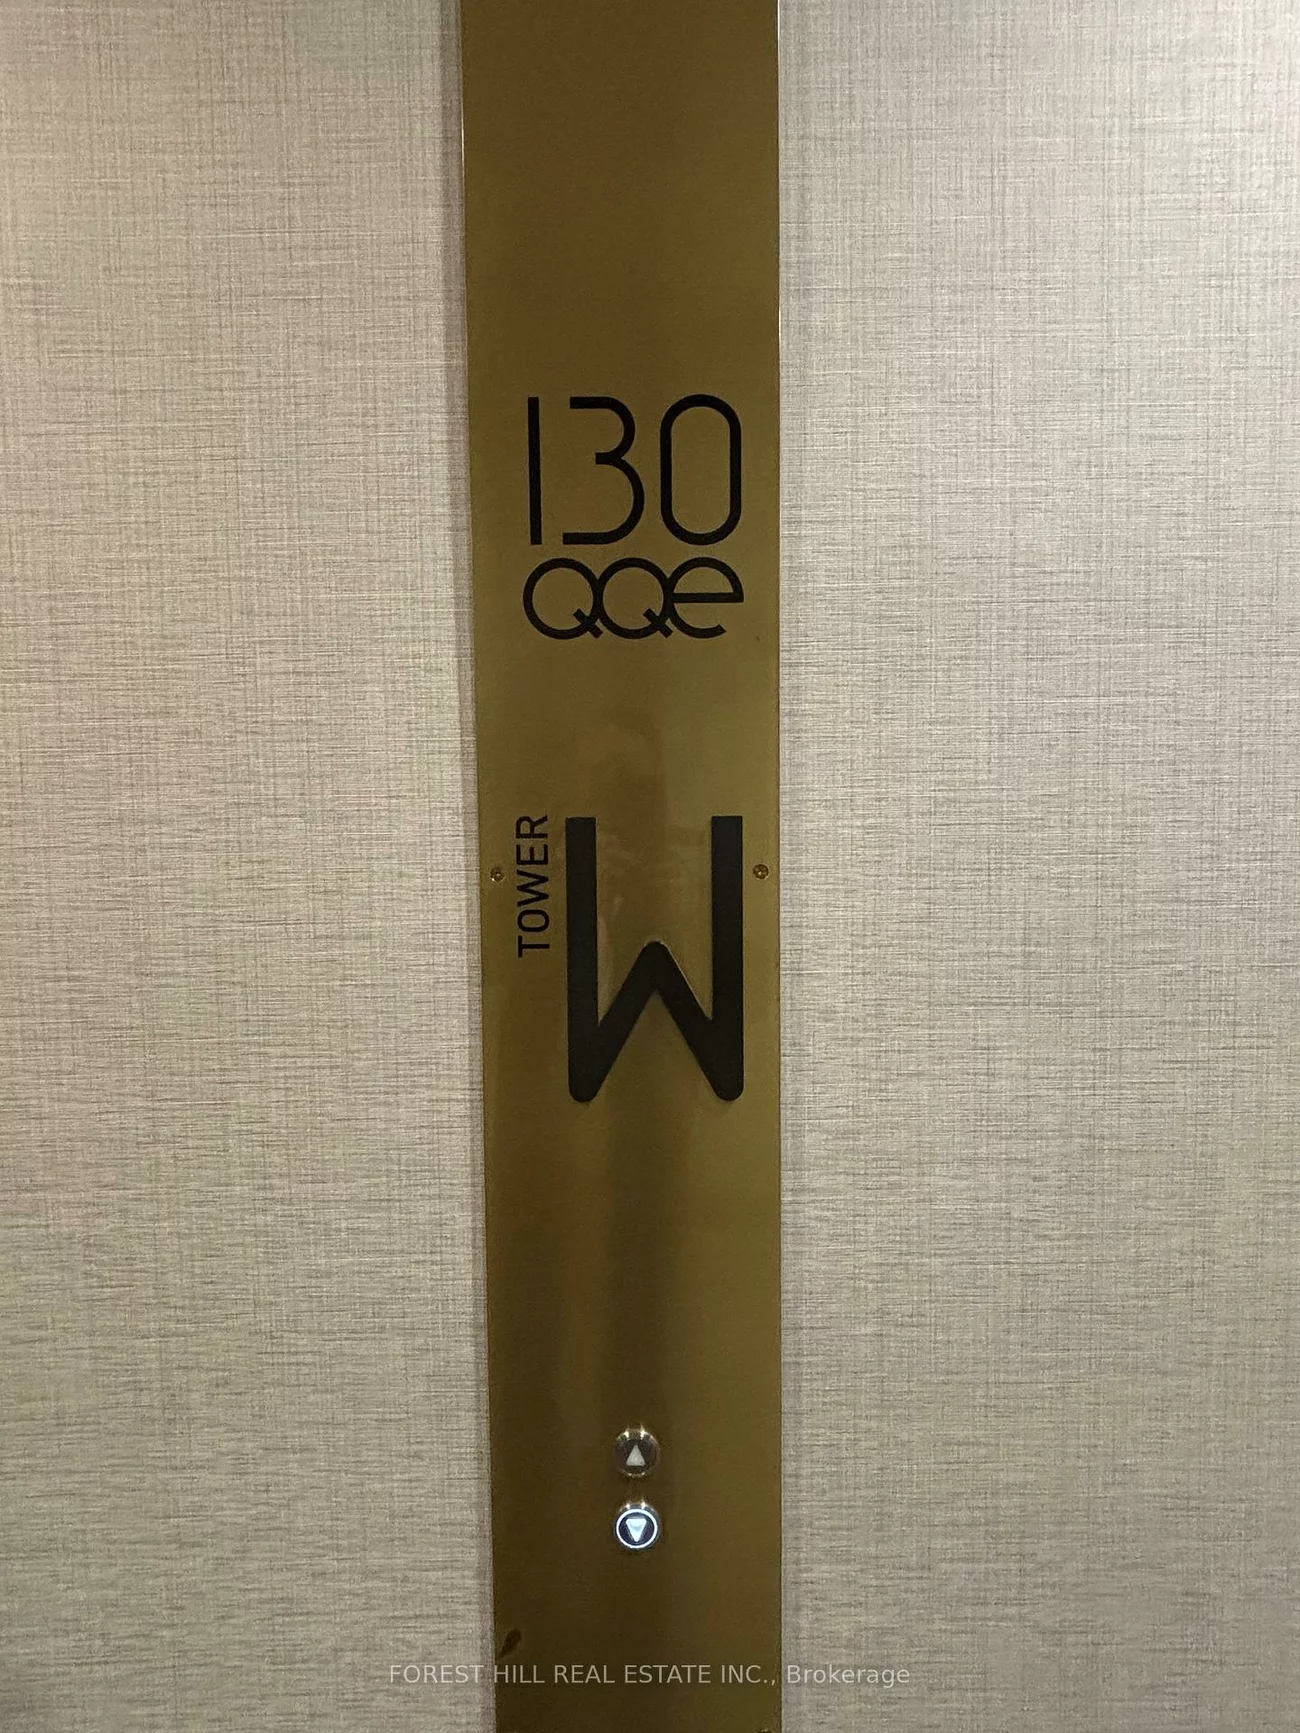 130
QQe
TOWER
W
FOREST HILL REAL ESTATE INC., Brokerage